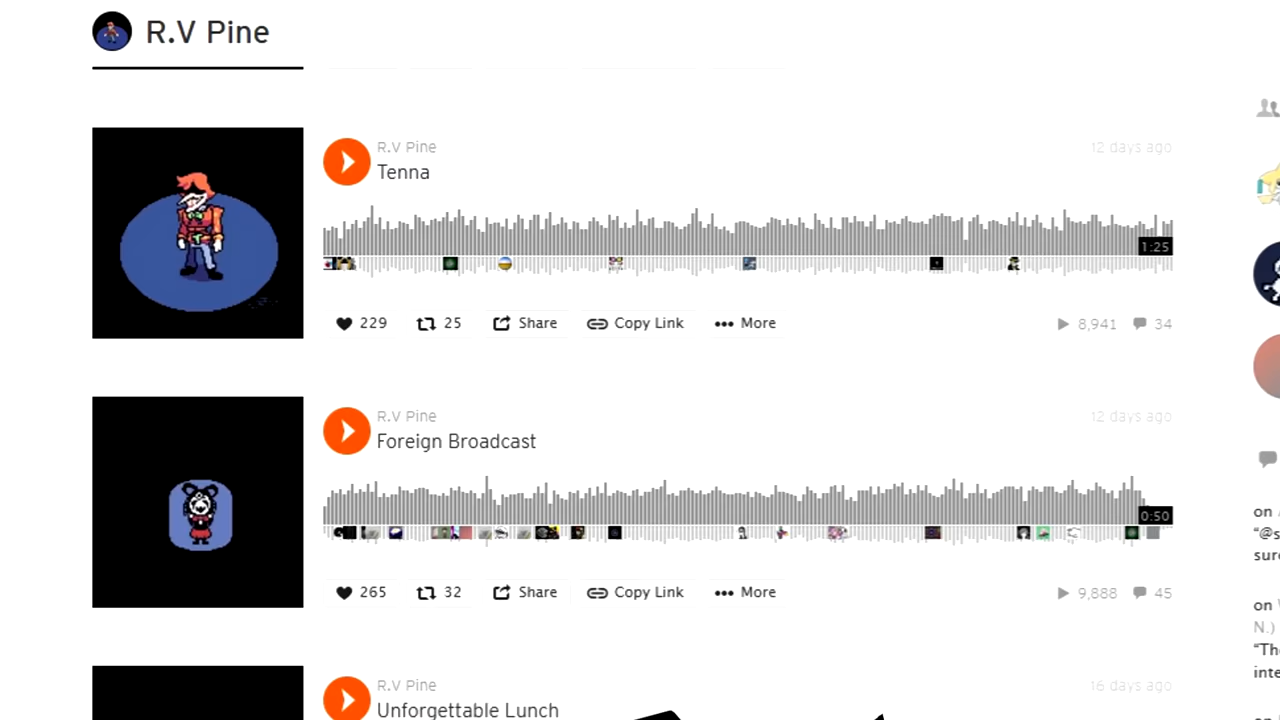 R.V Pine
R.V Pine
12 days ago
Tenna
1:25
229
25
Share
Copy Link
More
8,941
34
R.V Pine
12 days ago
Foreign Broadcast
0:50
265
32
Share
Copy Link
More
9,888
45
on
sure
on
N.)
R.V Pine
16 days ago
Unforgettable Lunch